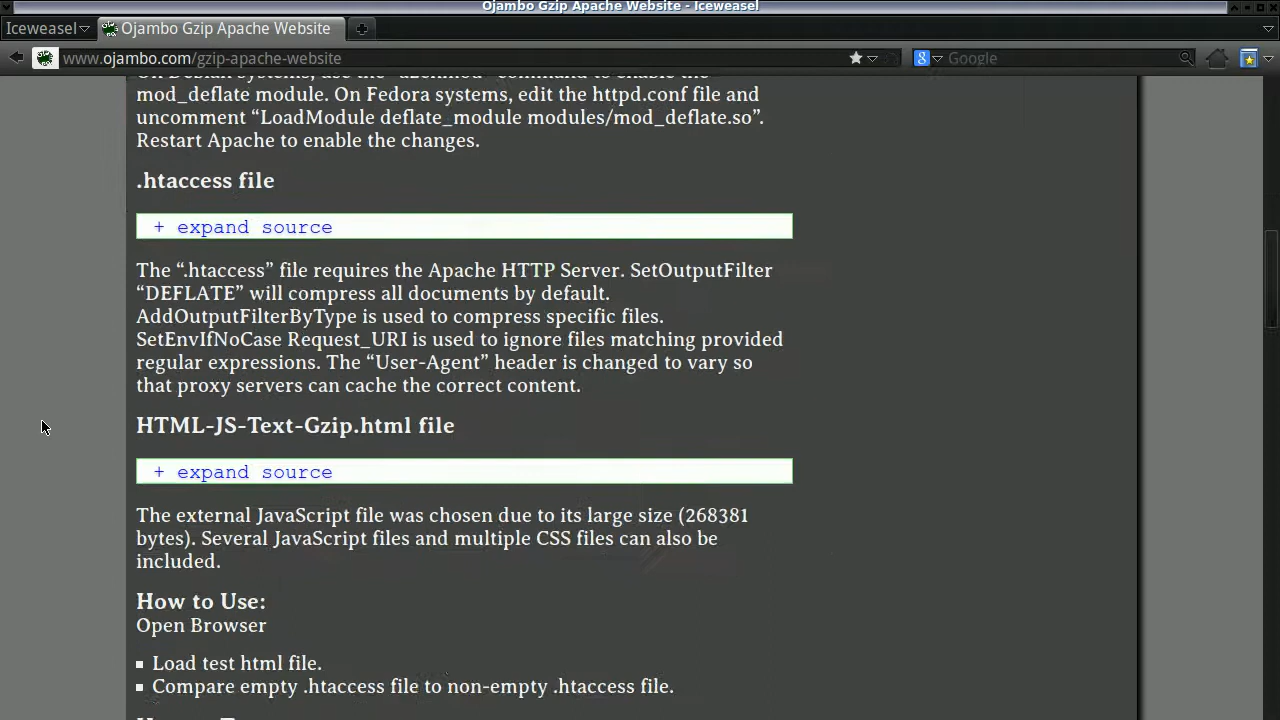 Ojambo Gzip Apache Website - Iceweasel
Iceweasel
Ojambo Gzip Apache Website
www.ojambo.com/gzip-apache-website
Google
mod_deflate module. On Fedora systems, edit the httpd.conf file and
uncomment “LoadModule deflate_module modules/mod_deflate.so”.
Restart Apache to enable the changes.
.htaccess file
+ expand source
The “.htaccess” file requires the Apache HTTP Server. SetOutputFilter
“DEFLATE” will compress all documents by default.
AddOutputFilterByType is used to compress specific files.
SetEnvIfNoCase Request_URI is used to ignore files matching provided
regular expressions. The “User-Agent” header is changed to vary so
that proxy servers can cache the correct content.
HTML-JS-Text-Gzip.html file
+ expand source
The external JavaScript file was chosen due to its large size (268381
bytes). Several JavaScript files and multiple CSS files can also be
included.
How to Use:
Open Browser
Load test html file.
Compare empty .htaccess file to non-empty .htaccess file.